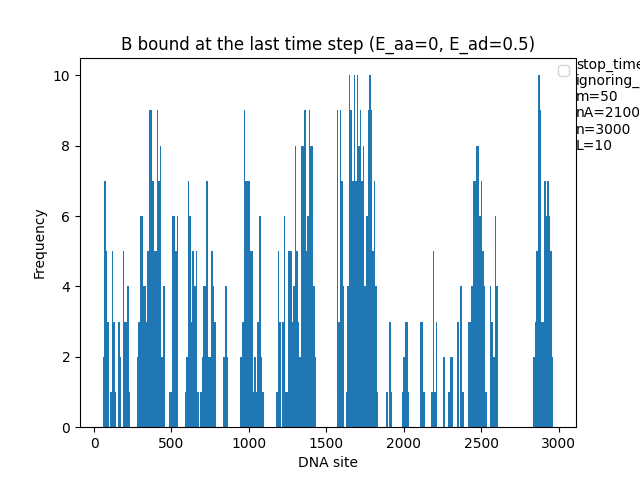 B bound at the last time step (E_aa=0, E_ad=0.5)
stop_time
ignoring_
m=50
nA=2100
n=3000
L=10
Frequency
10
8
6
4
2
0
0 500 1000 1500 2000 2500 3000
DNA site